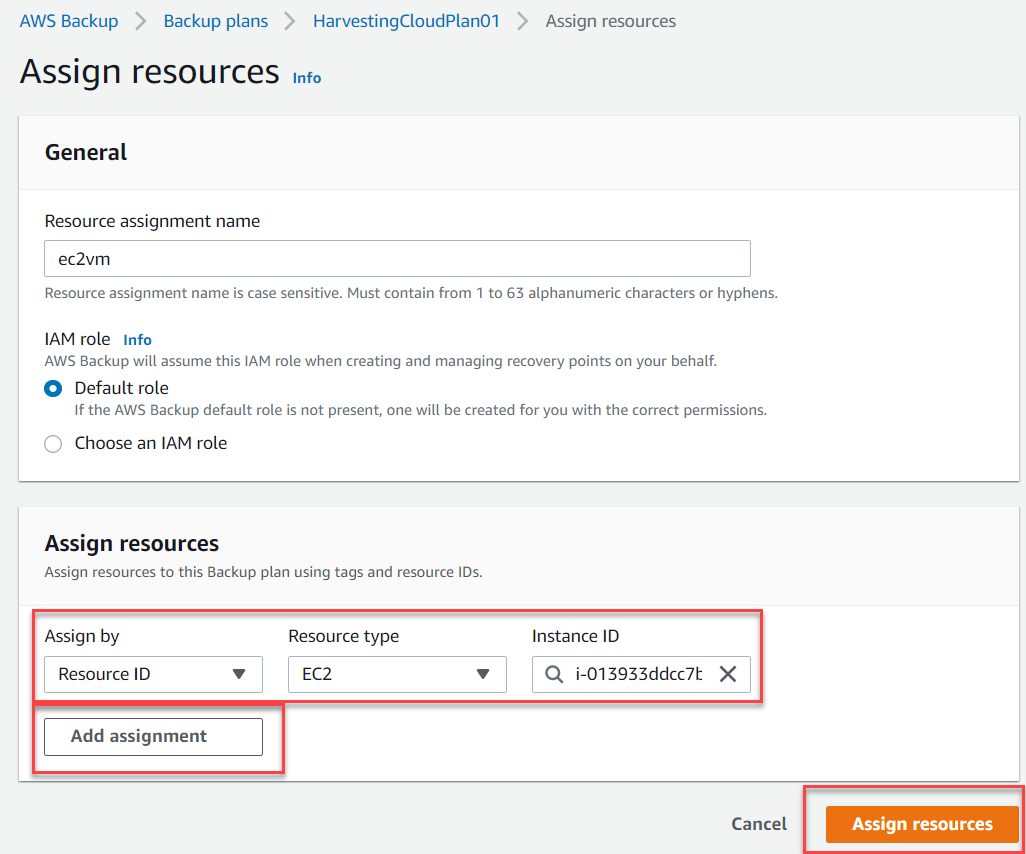 AWS Backup > Backup plans > HarvestingCloudPlan01 > Assign resources
Assign resources Info
General
Resource assignment name
ec2vm
Resource assignment name is case sensitive. Must contain from 1 to 63 alphanumeric characters or hyphens.
IAM role Info
AWS Backup will assume this IAM role when creating and managing recovery points on your behalf.
Default role
If the AWS Backup default role is not present, one will be created for you with the correct permissions.
Choose an IAM role
Assign resources
Assign resources to this Backup plan using tags and resource IDs.
Assign by Resource type Instance ID
Resource ID EC2 i-013933ddcc7b
Add assignment
Cancel Assign resources